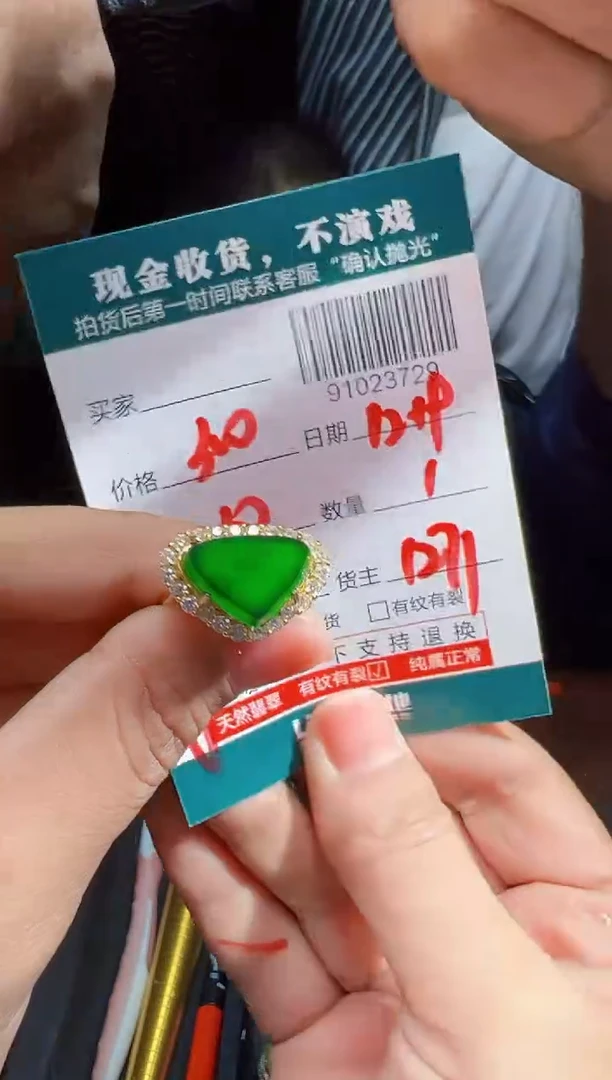 现金收货，不演戏
拍货后第一时间联系客服“确认抛光”
91023729
买家
价格 日期
数量 1
货主
货 有纹有裂
支持退换
天然翡翠 有纹有裂 纯属正常